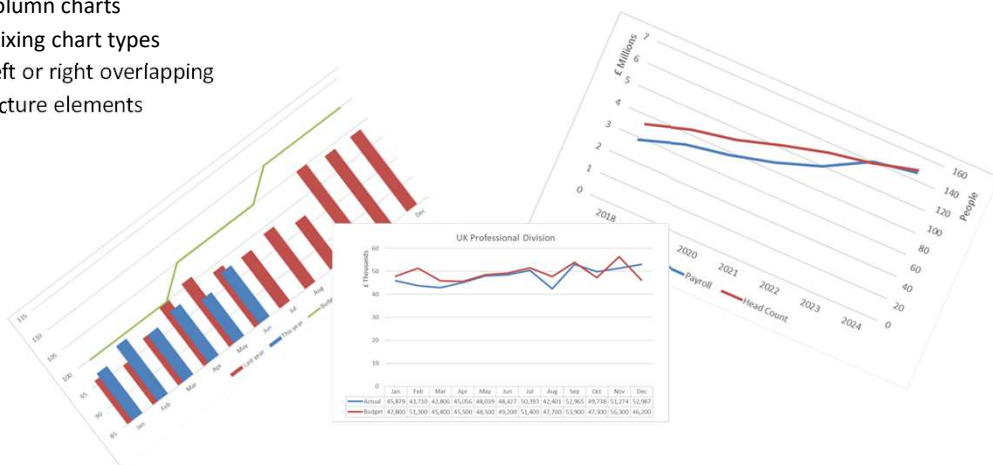 olumn charts
ixing chart types
eft or right overlapping
cture elements
115
110
105
100
95
90
85
Jan
Feb
Mar
Apr
May
Jun
Jul
Aug
Dec
Last year
This year
UK Professional Division
£ Thousands
60
50
40
30
20
10
0
Jan Feb Mar Apr May Jun Jul Aug Sep Oct Nov Dec
Actual 45,879 43,710 42,806 45,056 48,039 48,427 50,393 42,401 52,965 49,738 51,274 52,987
Budget 47,800 51,300 45,800 45,500 48,500 49,200 51,400 47,700 53,900 47,300 56,300 46,200
£ Millions
7
6
5
4
3
2
1
0
2018
2020
2021
2022
2023
2024
160
140
120
100
80
60
40
20
0
People
Payroll
Head Count